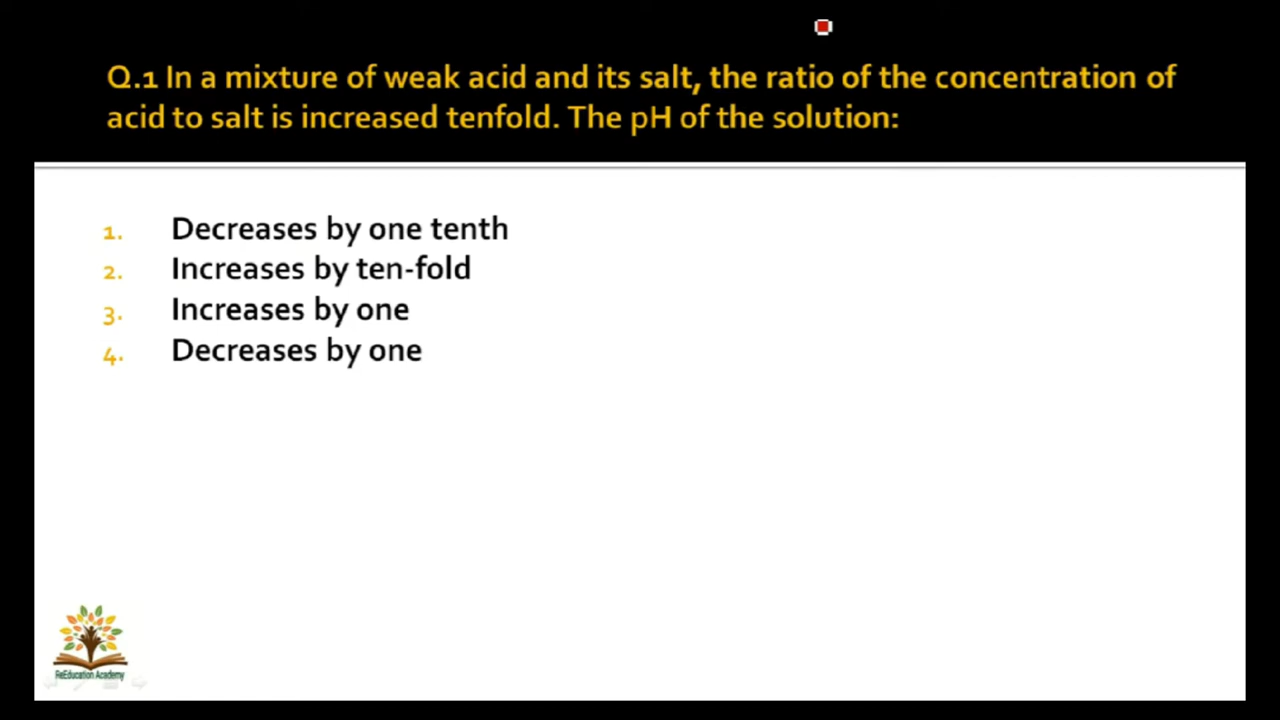 Q.1 In a mixture of weak acid and its salt, the ratio of the concentration of
acid to salt is increased tenfold. The pH of the solution:
1. Decreases by one tenth
2. Increases by ten-fold
3. Increases by one
4. Decreases by one
ReEducation Academy